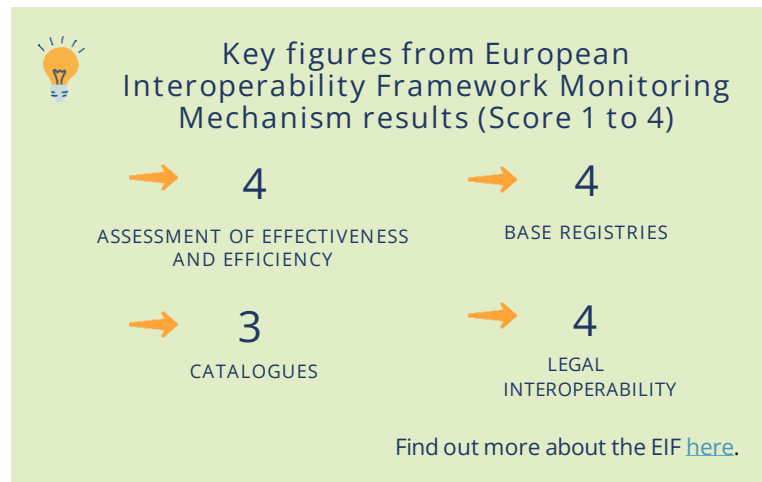 Key figures from European
Interoperability Framework Monitoring
Mechanism results (Score 1 to 4)
4
ASSESSMENT OF EFFECTIVENESS
AND EFFICIENCY
4
BASE REGISTRIES
3
CATALOGUES
4
LEGAL
INTEROPERABILITY
Find out more about the EIF here.